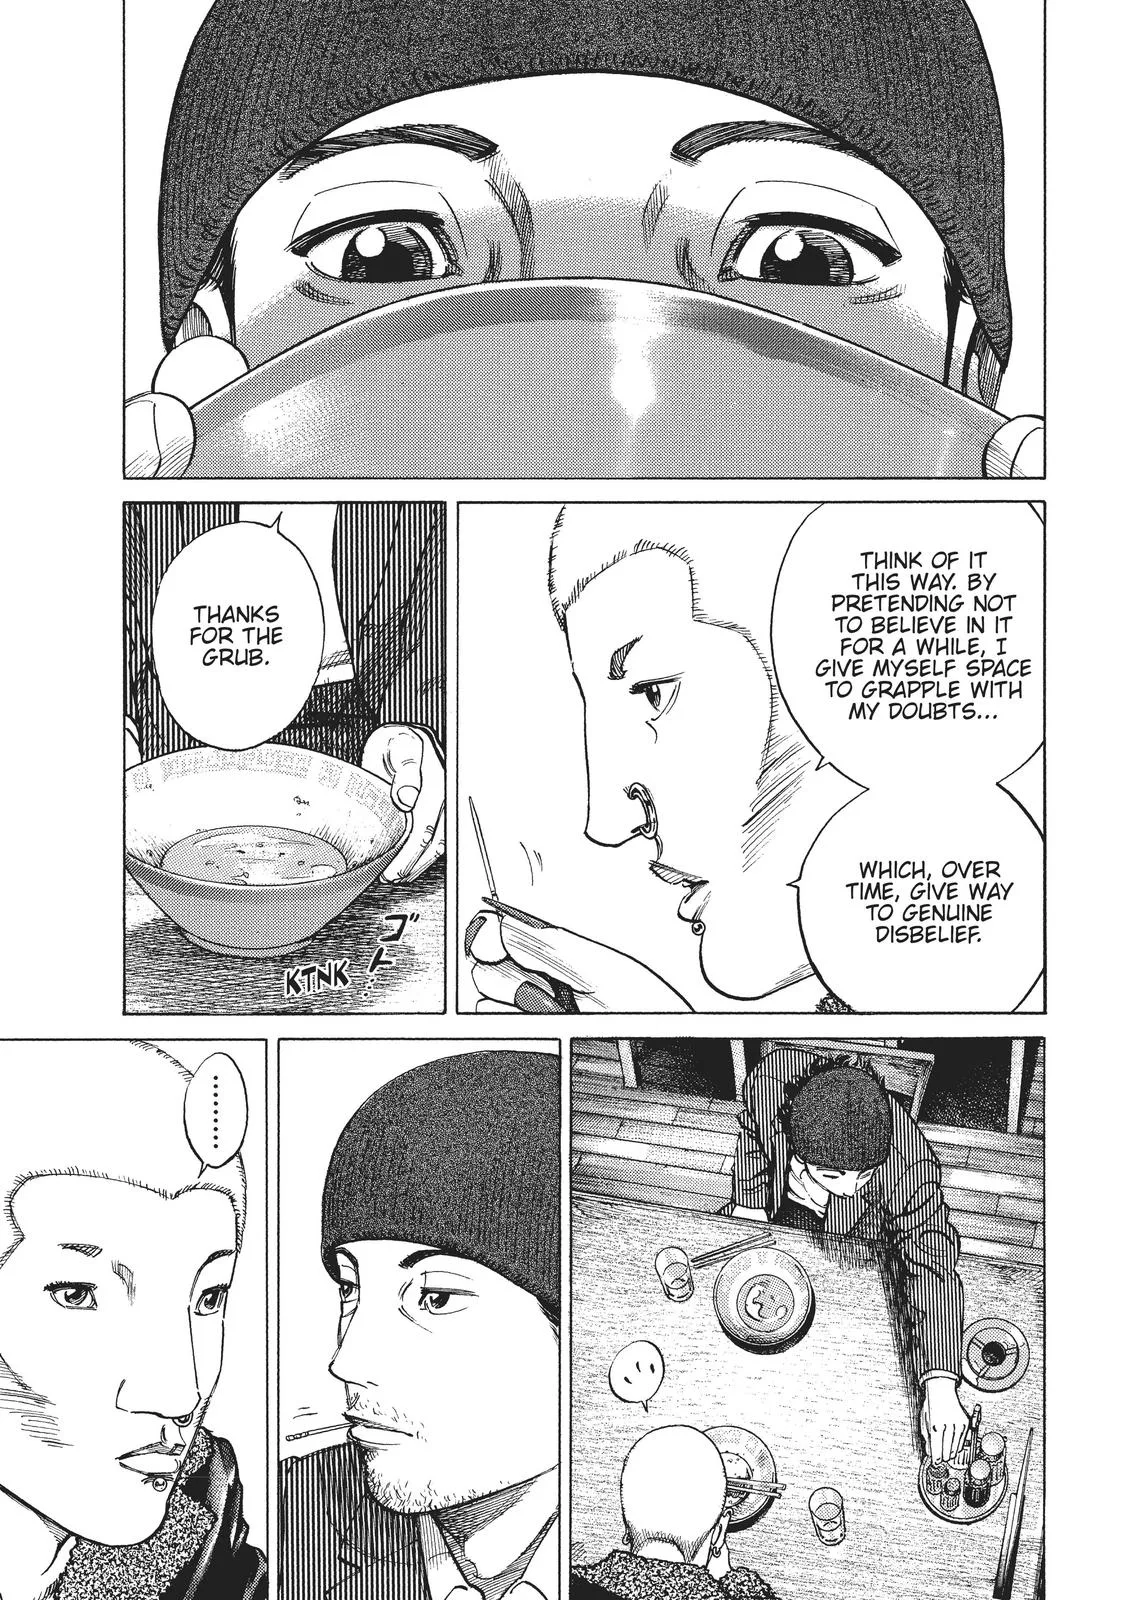 THINK OF IT
THIS WAY. BY
PRETENDING NOT
TO BELIEVE IN IT
FOR A WHILE, I
GIVE MYSELF SPACE
TO GRAPPLE WITH
MY DOUBTS...
WHICH, OVER
TIME, GIVE WAY
TO GENUINE
DISBELIEF.
THANKS
FOR THE
GRUB.
ゴト...
KTNK
.........